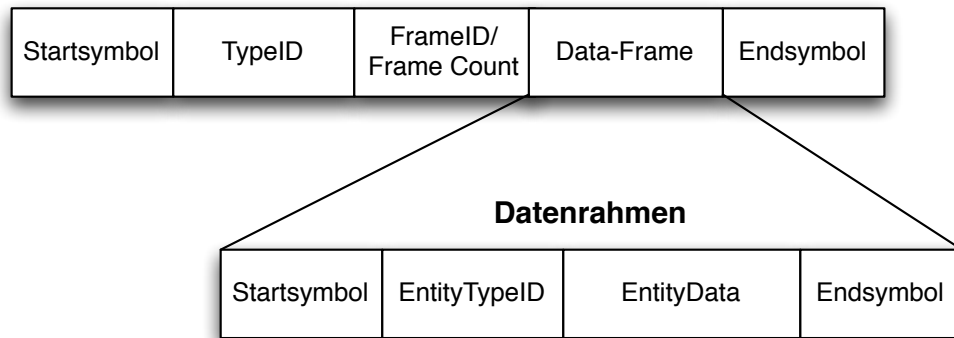 Startsymbol
TypeID
FrameID/
Frame Count
Data-Frame
Endsymbol
Datenrahmen
Startsymbol
EntityTypeID
EntityData
Endsymbol